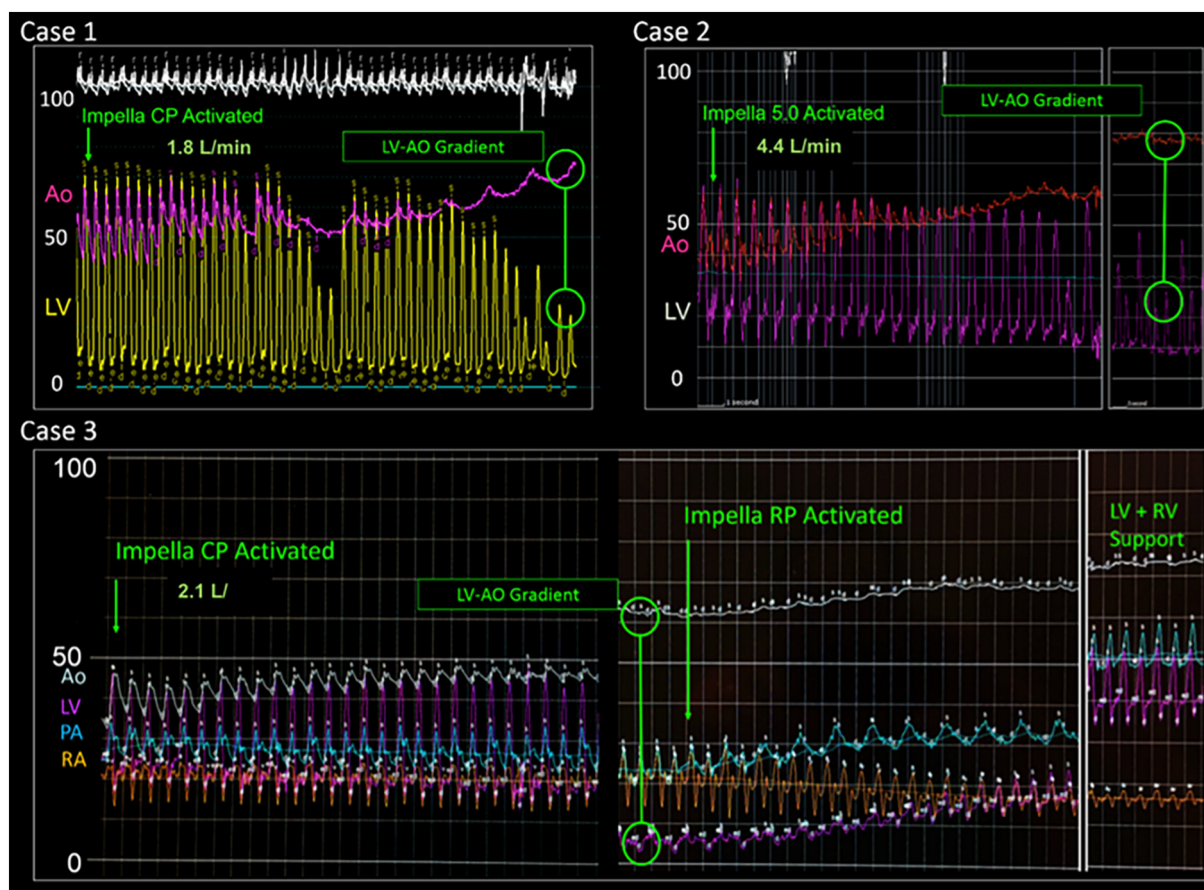 Case 1
100
Impella CP Activated
1.8 L/min
LV-AO Gradient
Ao
50
LV
0
Case 2
100
LV-AO Gradient
Impella 5.0 Activated
4.4 L/min
50
Ao
LV
0
1 second
Case 3
100
Impella CP Activated
2.1 L/
LV-AO Gradient
50
Ao
LV
PA
RA
0
Impella RP Activated
LV + RV
Support